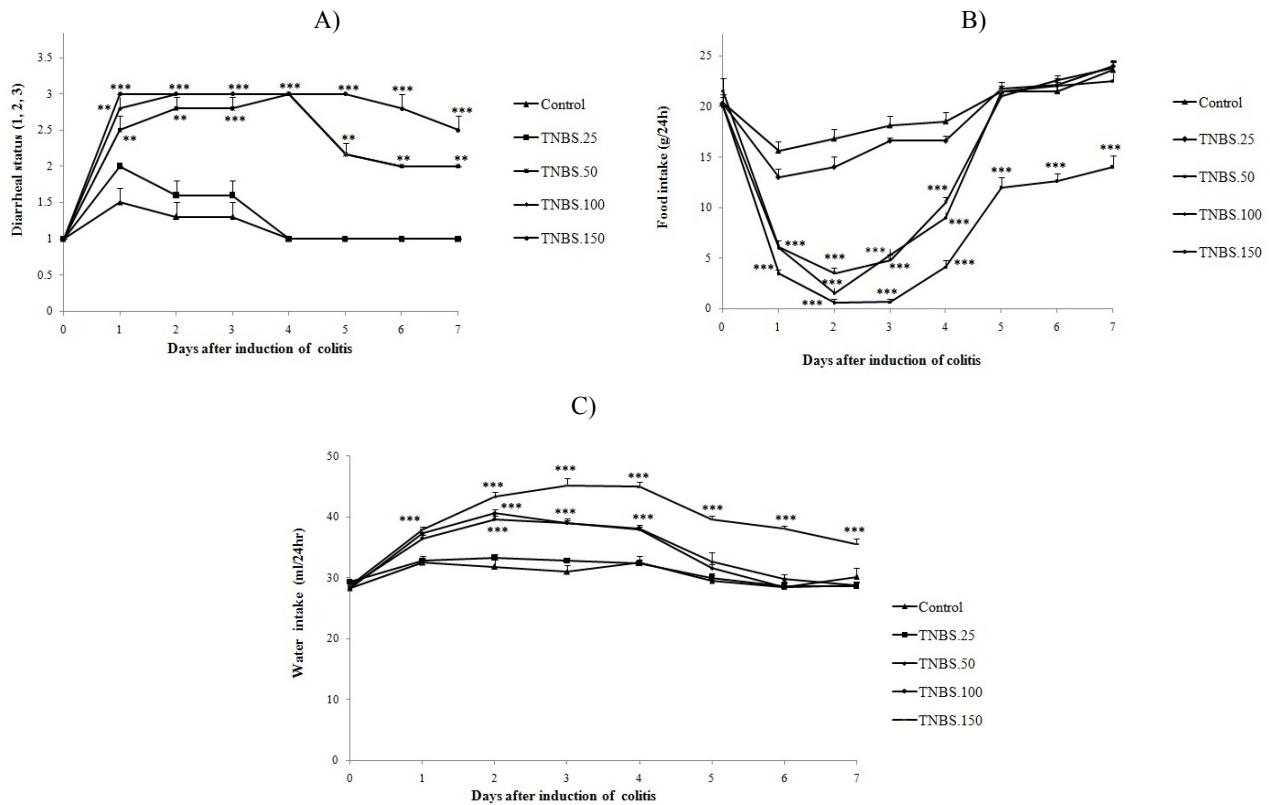 A)
Diarrheal status (1, 2, 3)
3.5
3
2.5
2
1.5
1
0.5
0
0 1 2 3 4 5 6 7
Days after induction of colitis
*** *** *** *** *** *** ***
** ** ** *** ** ** **
Control
TNBS.25
TNBS.50
TNBS.100
TNBS.150
B)
Food intake (g/24h)
25
20
15
10
5
0
0 1 2 3 4 5 6 7
Days after induction of colitis
*** *** *** *** ***
*** *** *** *** ***
*** *** *** ***
Control
TNBS.25
TNBS.50
TNBS.100
TNBS.150
C)
Water intake (ml/24hr)
50
40
30
20
10
0
0 1 2 3 4 5 6 7
Days after induction of colitis
*** *** *** *** *** *** ***
*** *** *** ***
Control
TNBS.25
TNBS.50
TNBS.100
TNBS.150